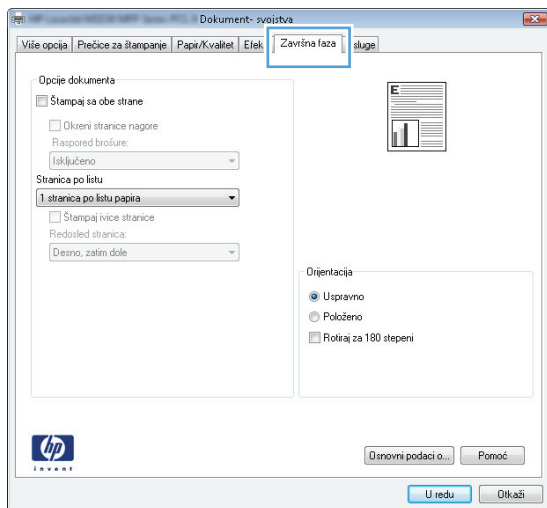 Dokument- svojstva
Više opcija Prečice za štampanje Papir/Kvalitet Efek Završna faza sluge
Opcije dokumenta
Štampaj sa obe strane
Okreni stranice nagore
Raspored brošure:
Isključeno
Stranica po listu
1 stranica po listu papira
Štampaj ivice stranice
Redosled stranica:
Desno, zatim dole
E
Orijentacija
Uspravno
Položeno
Rotiraj za 180 stepeni
hp
invent
Osnovni podaci o... Pomoć
U redu Otkaži